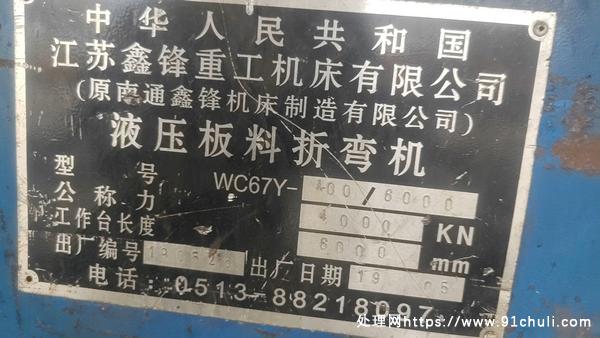 中华人民共和国
江苏鑫锋重工机床有限公司
(原南通鑫锋机床制造有限公司)
液压板料折弯机
型号 WC67Y-400/6000
公称力 4000 KN
工作台长度 6000 mm
出厂编号 出厂日期 19 05
电话:0513-88218097
处理网https://www.91chuli.com/